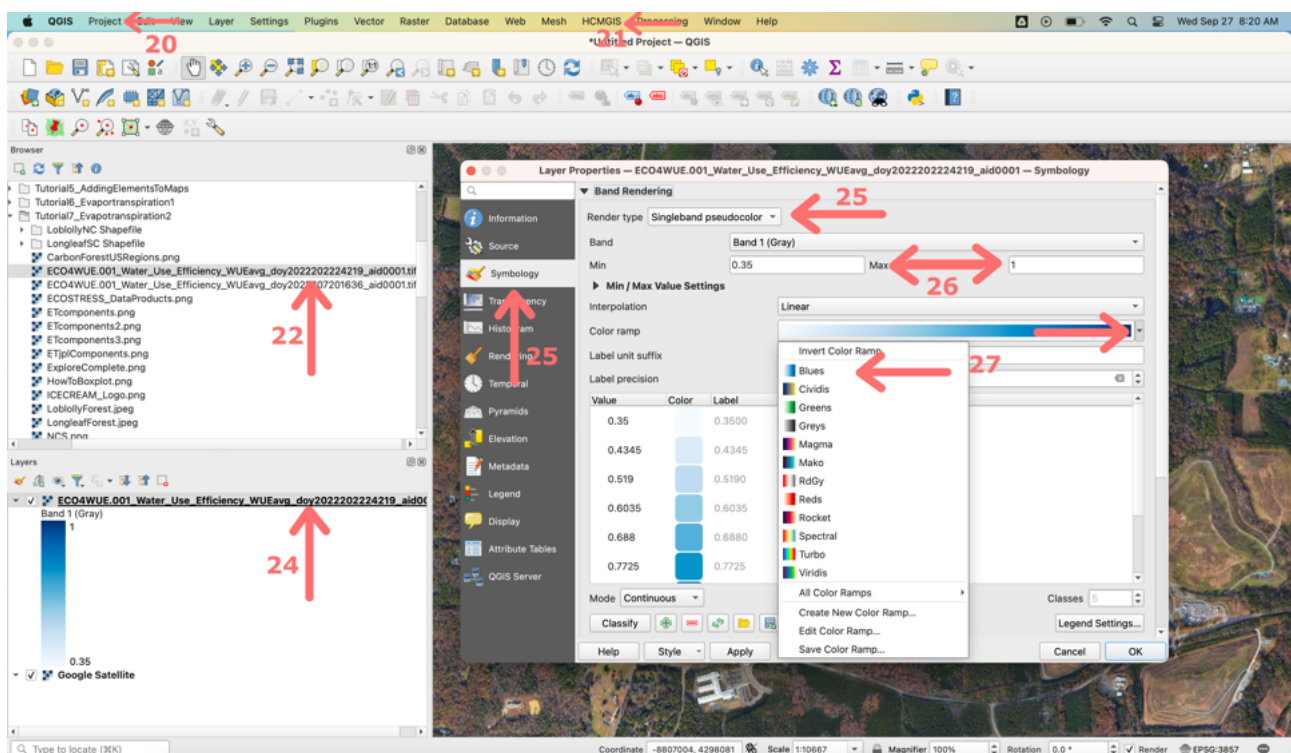 QGIS Project Edit View Layer Settings Plugins Vector Raster Database Web Mesh HCMGIS Processing Window Help Wed Sep 27 8:20 AM
20
21
*Untitled Project — QGIS
Browser
Tutorial5_AddingElementsToMaps
Tutorial6_Evaportranspiration1
Tutorial7_Evapotranspiration2
LoblollyNC Shapefile
LongleafSC Shapefile
CarbonForestUSRegions.png
ECO4WUE.001_Water_Use_Efficiency_WUEavg_doy2022202224219_aid0001.tif
ECOSTRESS_DataProducts.png
ETcomponents.png
ETcomponents2.png
ETcomponents3.png
ETjplComponents.png
ExploreComplete.png
HowToBoxplot.png
ICECREAM_Logo.png
LoblollyForest.jpeg
LongleafForest.jpeg
NCS.png
22
Layers
ECO4WUE.001_Water_Use_Efficiency_WUEavg_doy2022202224219_aid00
Band 1 (Gray)
1
24
0.35
Google Satellite
Layer Properties — ECO4WUE.001_Water_Use_Efficiency_WUEavg_doy2022202224219_aid0001 — Symbology
Information
Source
Symbology
Transparency
Histogram
Rendering
Temporal
Pyramids
Elevation
Metadata
Legend
Display
Attribute Tables
QGIS Server
25
Band Rendering
Render type Singleband pseudocolor
25
Band Band 1 (Gray)
Min 0.35 Max 1
26
Min / Max Value Settings
Interpolation Linear
Color ramp
Label unit suffix
Label precision
Value Color Label
0.35 0.3500
0.4345 0.4345
0.519 0.5190
0.6035 0.6035
0.688 0.6880
0.7725 0.7725
Invert Color Ramp
Blues
27
Cividis
Greens
Greys
Magma
Mako
RdGy
Reds
Rocket
Spectral
Turbo
Viridis
All Color Ramps
Create New Color Ramp...
Edit Color Ramp...
Save Color Ramp...
Mode Continuous Classes 5
Classify Legend Settings...
Help Style Apply Cancel OK
Type to locate (⌘K) Coordinate -8807004, 4298081 Scale 1:10667 Magnifier 100% Rotation 0.0 ° Render EPSG:3857